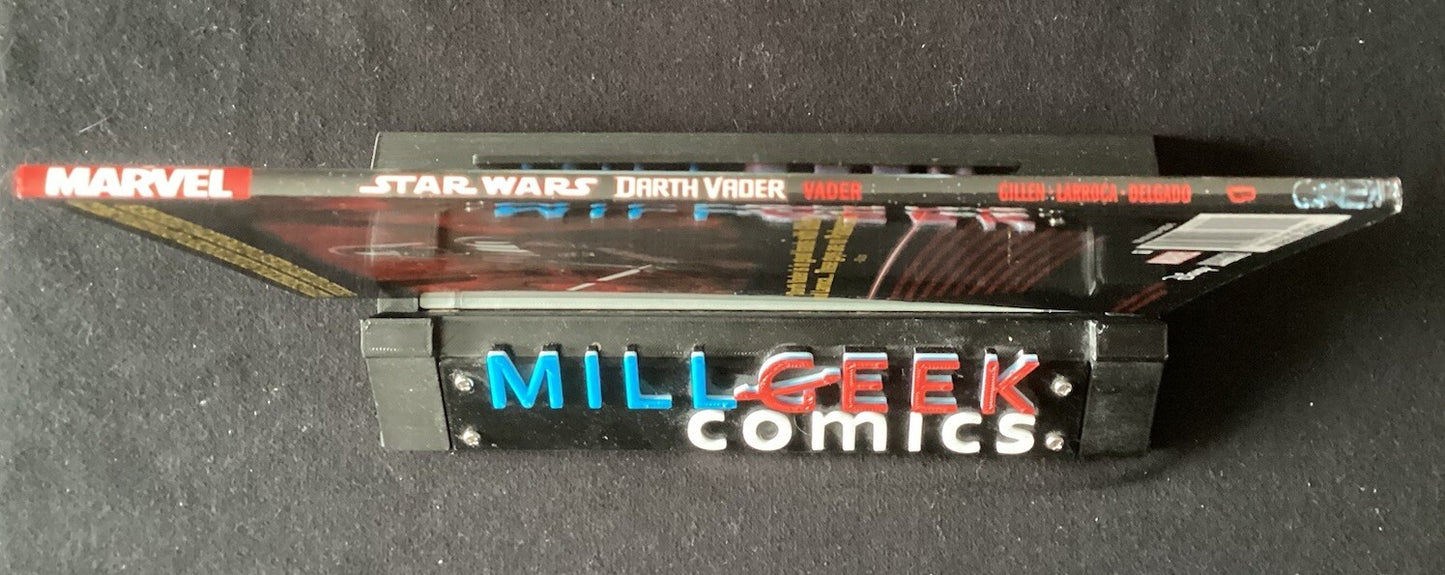 MARVEL STAR WARS DARTH VADER VADER GILLEN · LARROCA · DELGADO
MILLGEEK
comics